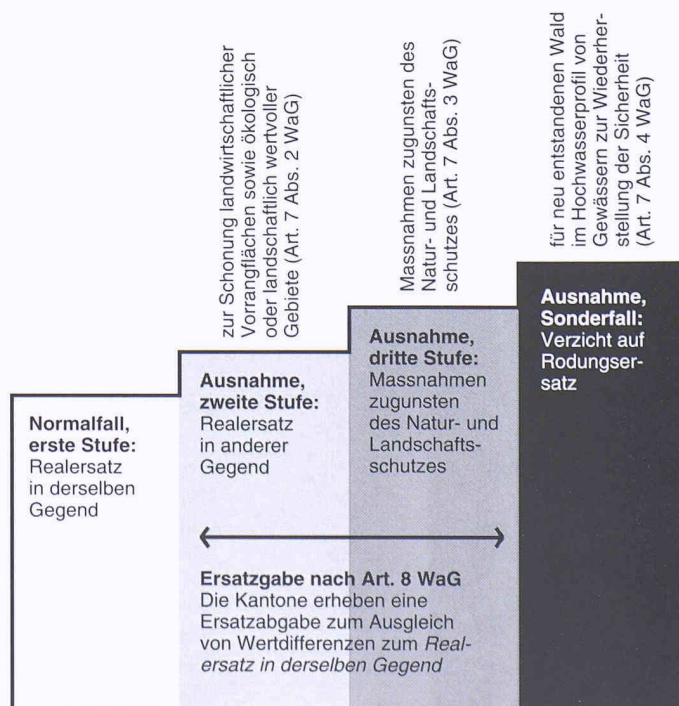 zur Schonung landwirtschaftlicher
Vorrangflächen sowie ökologisch
oder landschaftlich wertvoller
Gebiete (Art. 7 Abs. 2 WaG)
Massnahmen zugunsten des
Natur- und Landschafts-
schutzes (Art. 7 Abs. 3 WaG)
für neu entstandenen Wald
im Hochwasserprofil von
Gewässern zur Wiederher-
stellung der Sicherheit
(Art. 7 Abs. 4 WaG)
Normalfall,
erste Stufe:
Realersatz
in derselben
Gegend
Ausnahme,
zweite Stufe:
Realersatz
in anderer
Gegend
Ausnahme,
dritte Stufe:
Massnahmen
zugunsten
des Natur- und
Landschafts-
schutzes
Ausnahme,
Sonderfall:
Verzicht auf
Rodungser-
satz
Ersatzgabe nach Art. 8 WaG
Die Kantone erheben eine
Ersatzabgabe zum Ausgleich
von Wertdifferenzen zum Real-
ersatz in derselben Gegend